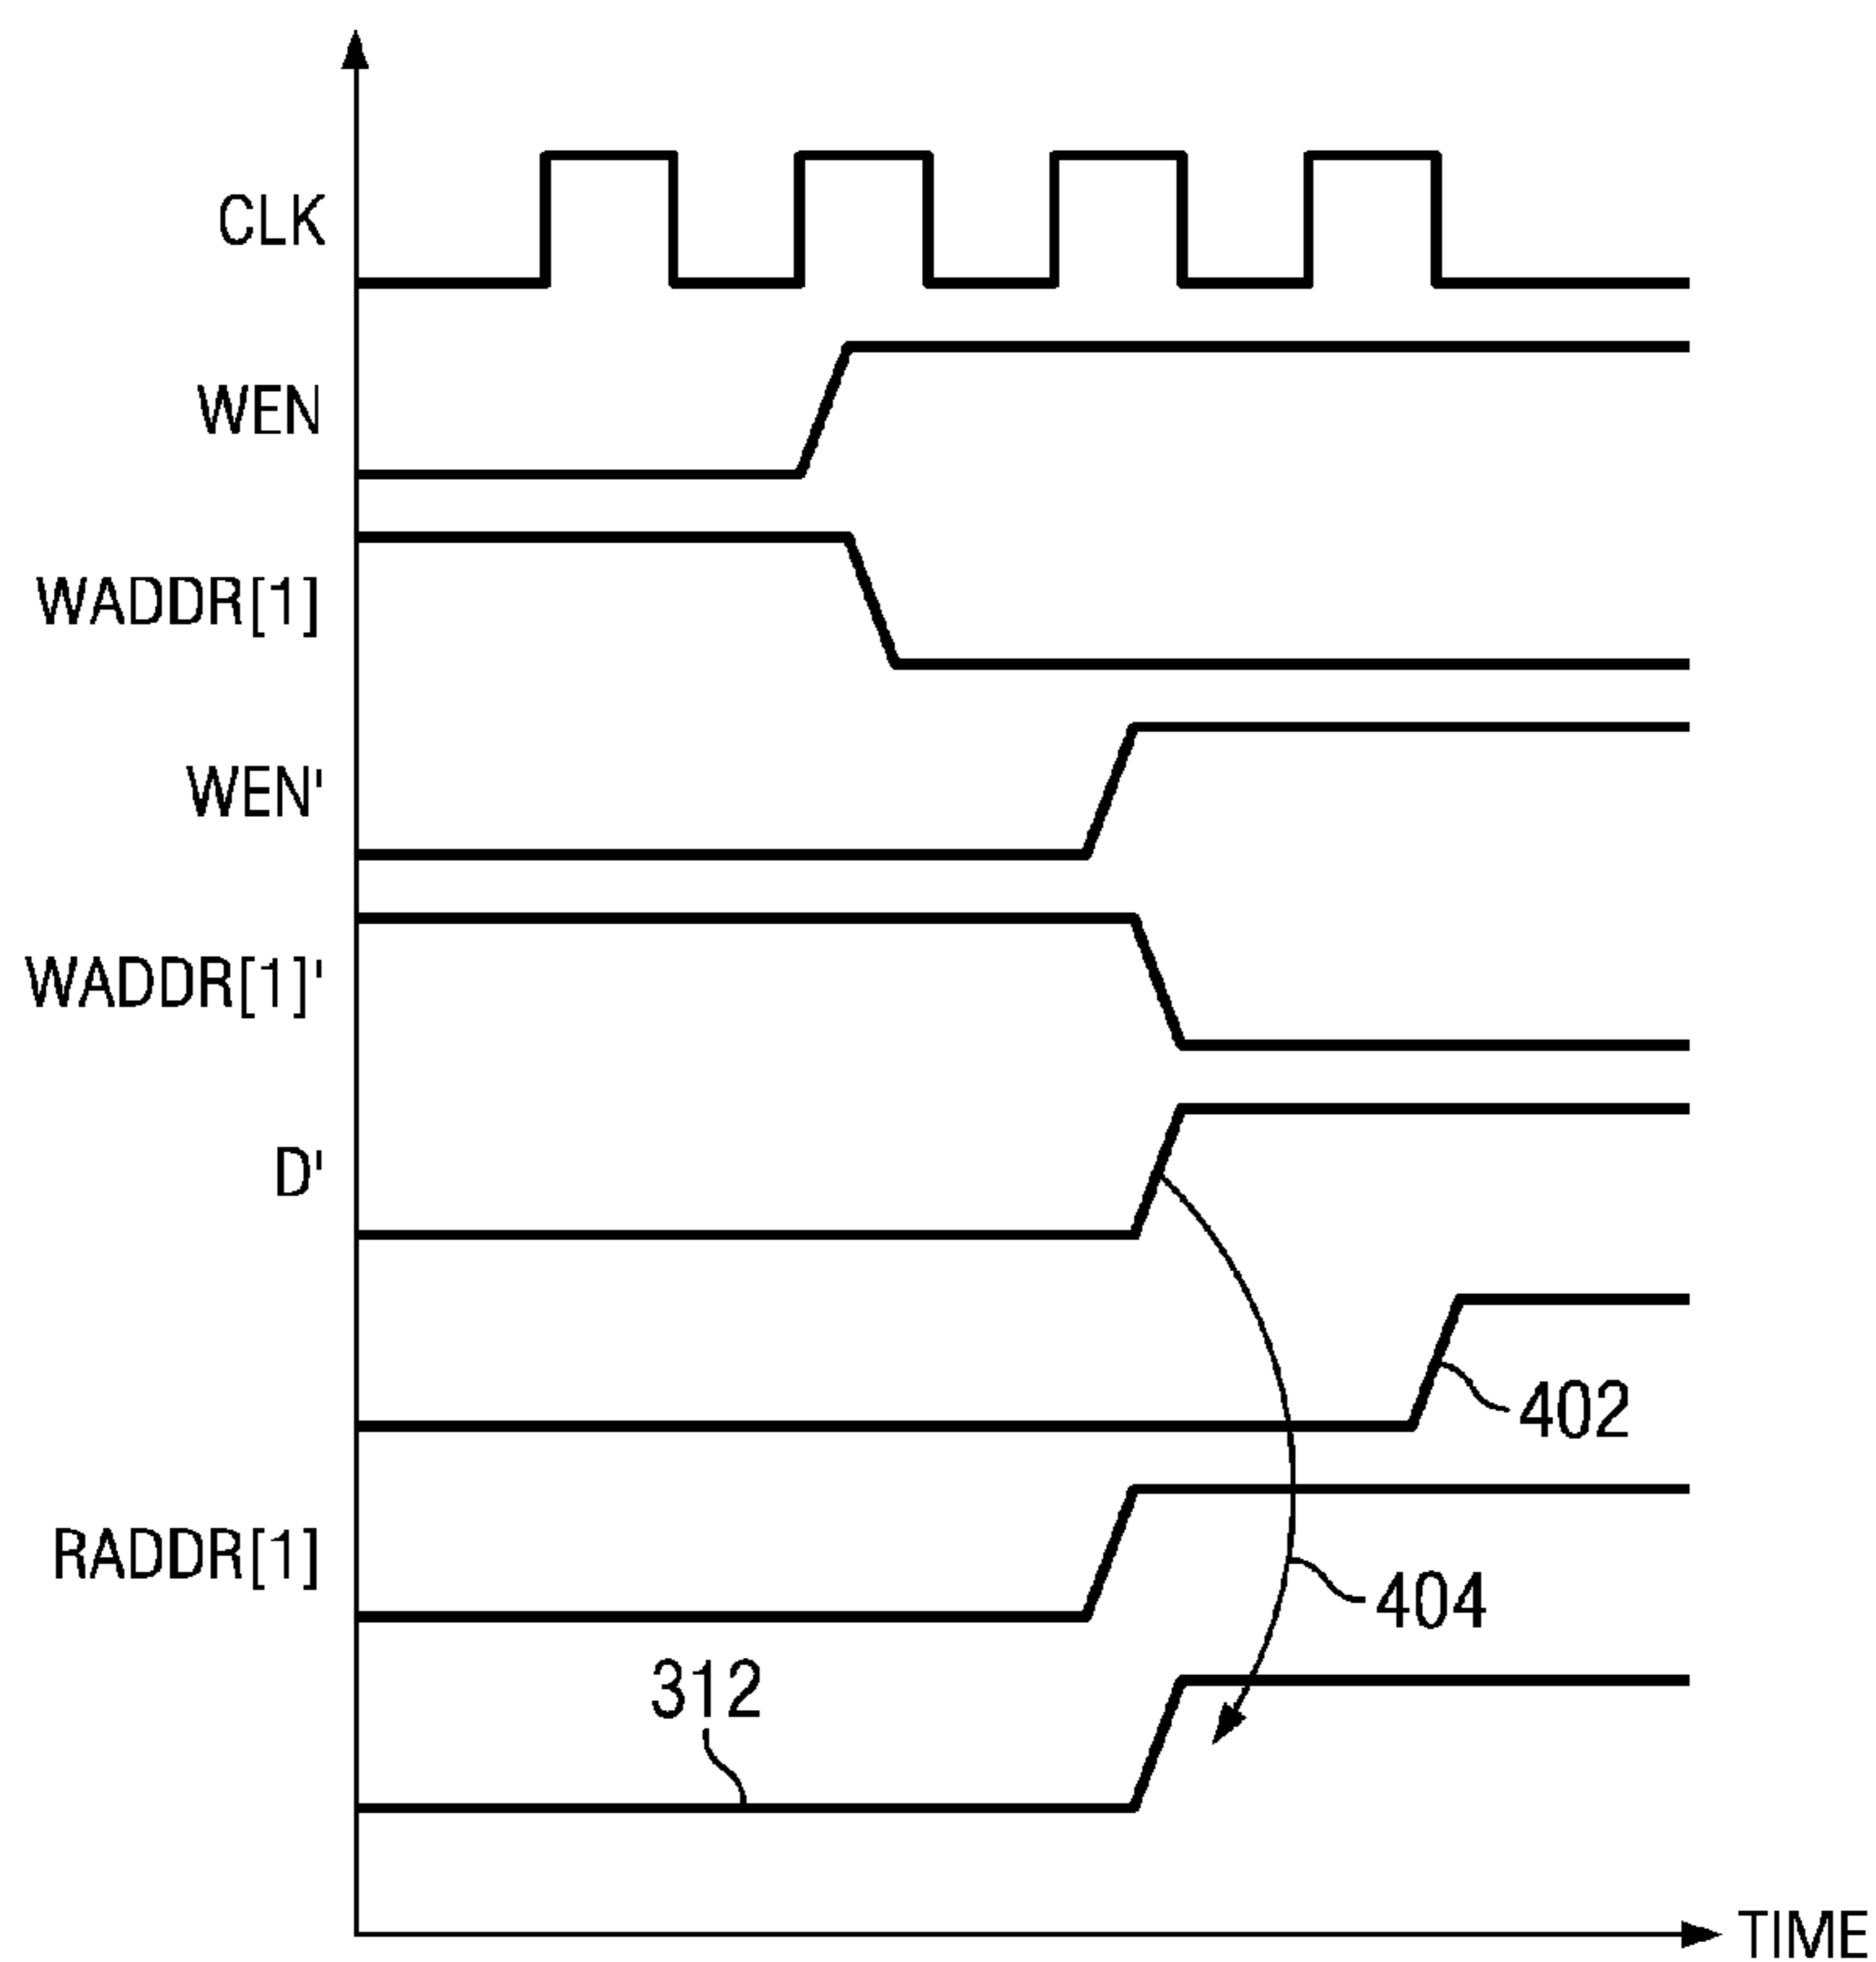 CLK
WEN
WADDR[1]
WEN'
WADDR[1]'
D'
402
RADDR[1]
404
312
TIME